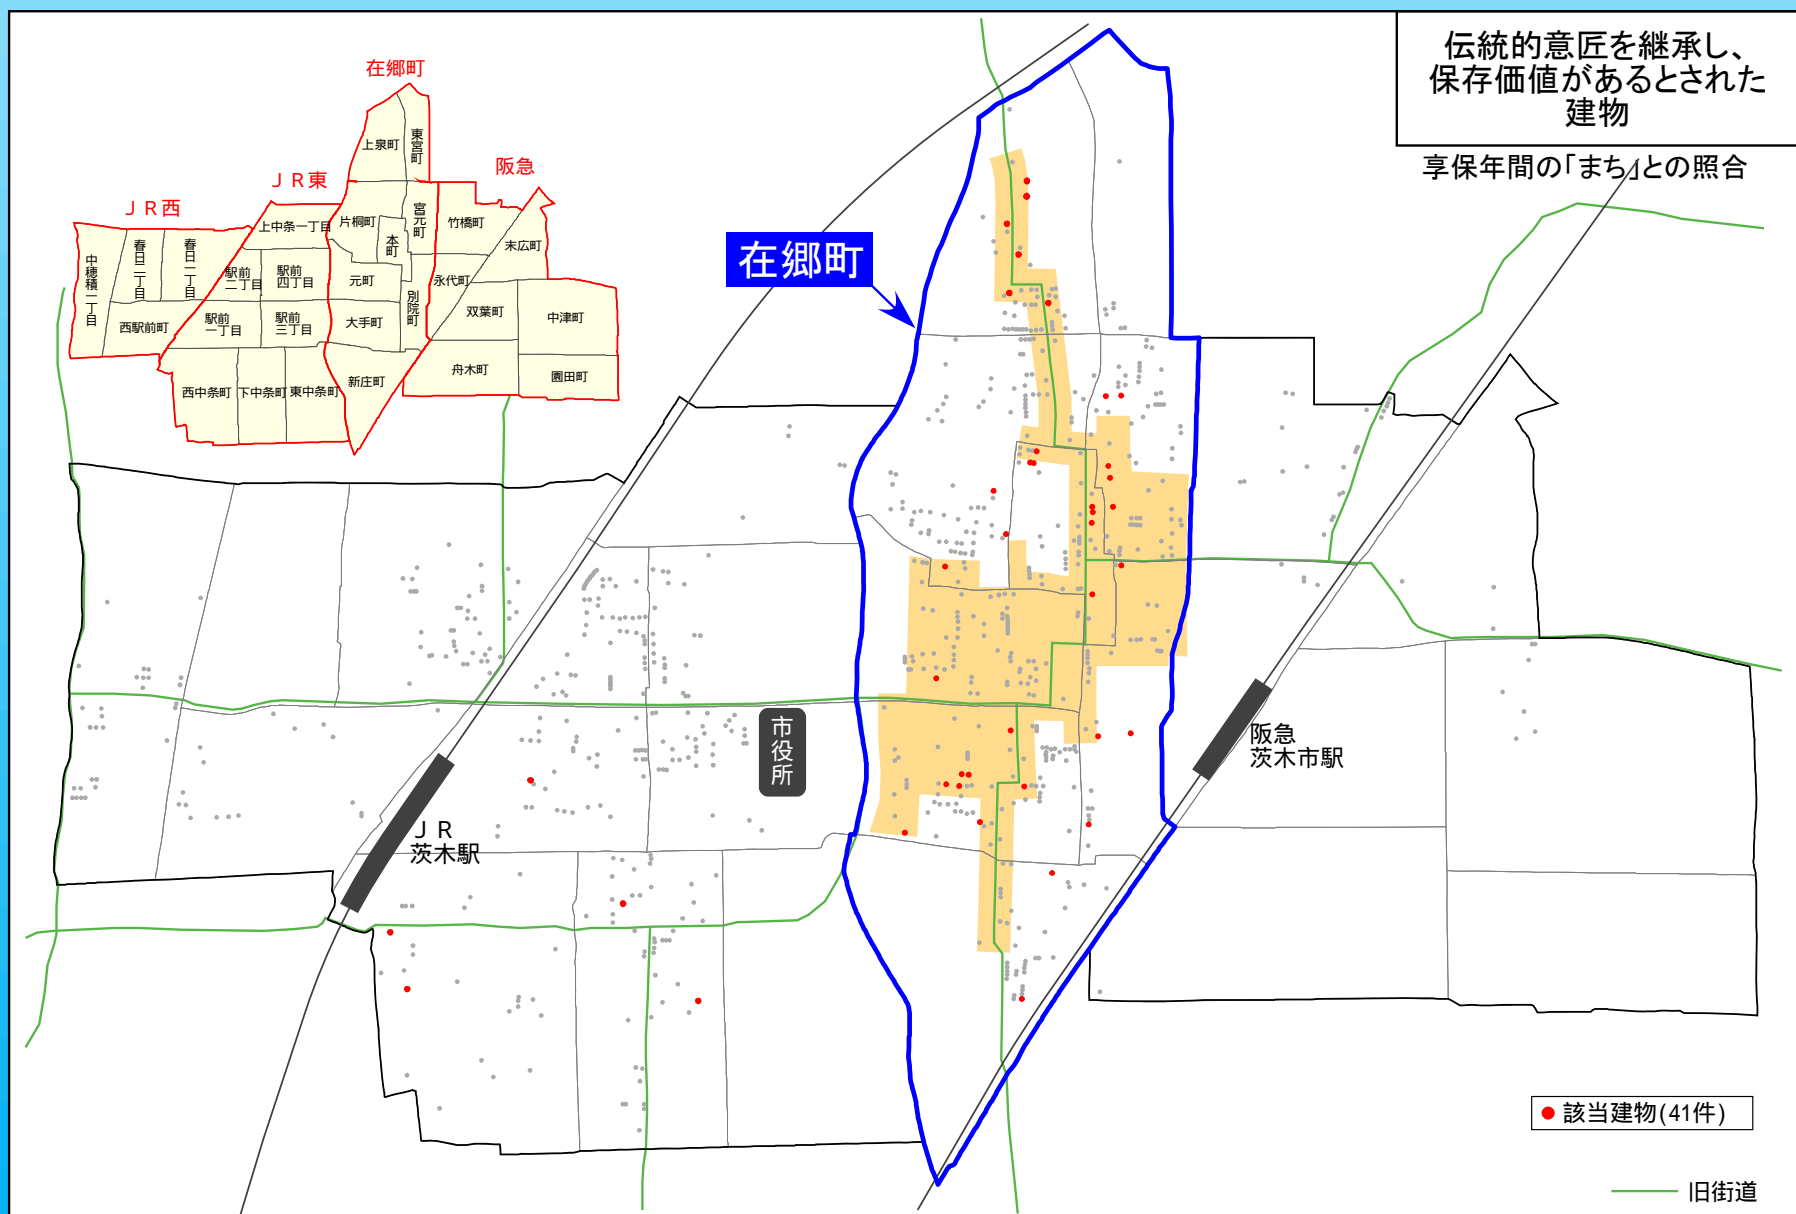 伝統的意匠を継承し、
保存価値があるとされた
建物
享保年間の「まち」との照合
在郷町
上泉町
東宮町
阪急
ＪＲ東
ＪＲ西
上中条一丁目
片桐町
本町
宮元町
竹橋町
末広町
中穂積一丁目
春日二丁目
春日一丁目
駅前
二丁目
駅前
四丁目
元町
別院町
永代町
双葉町
中津町
西駅前町
駅前
一丁目
駅前
三丁目
大手町
舟木町
園田町
西中条町
下中条町
東中条町
新庄町
在郷町
市役所
阪急
茨木市駅
ＪＲ
茨木駅
該当建物(41件)
旧街道